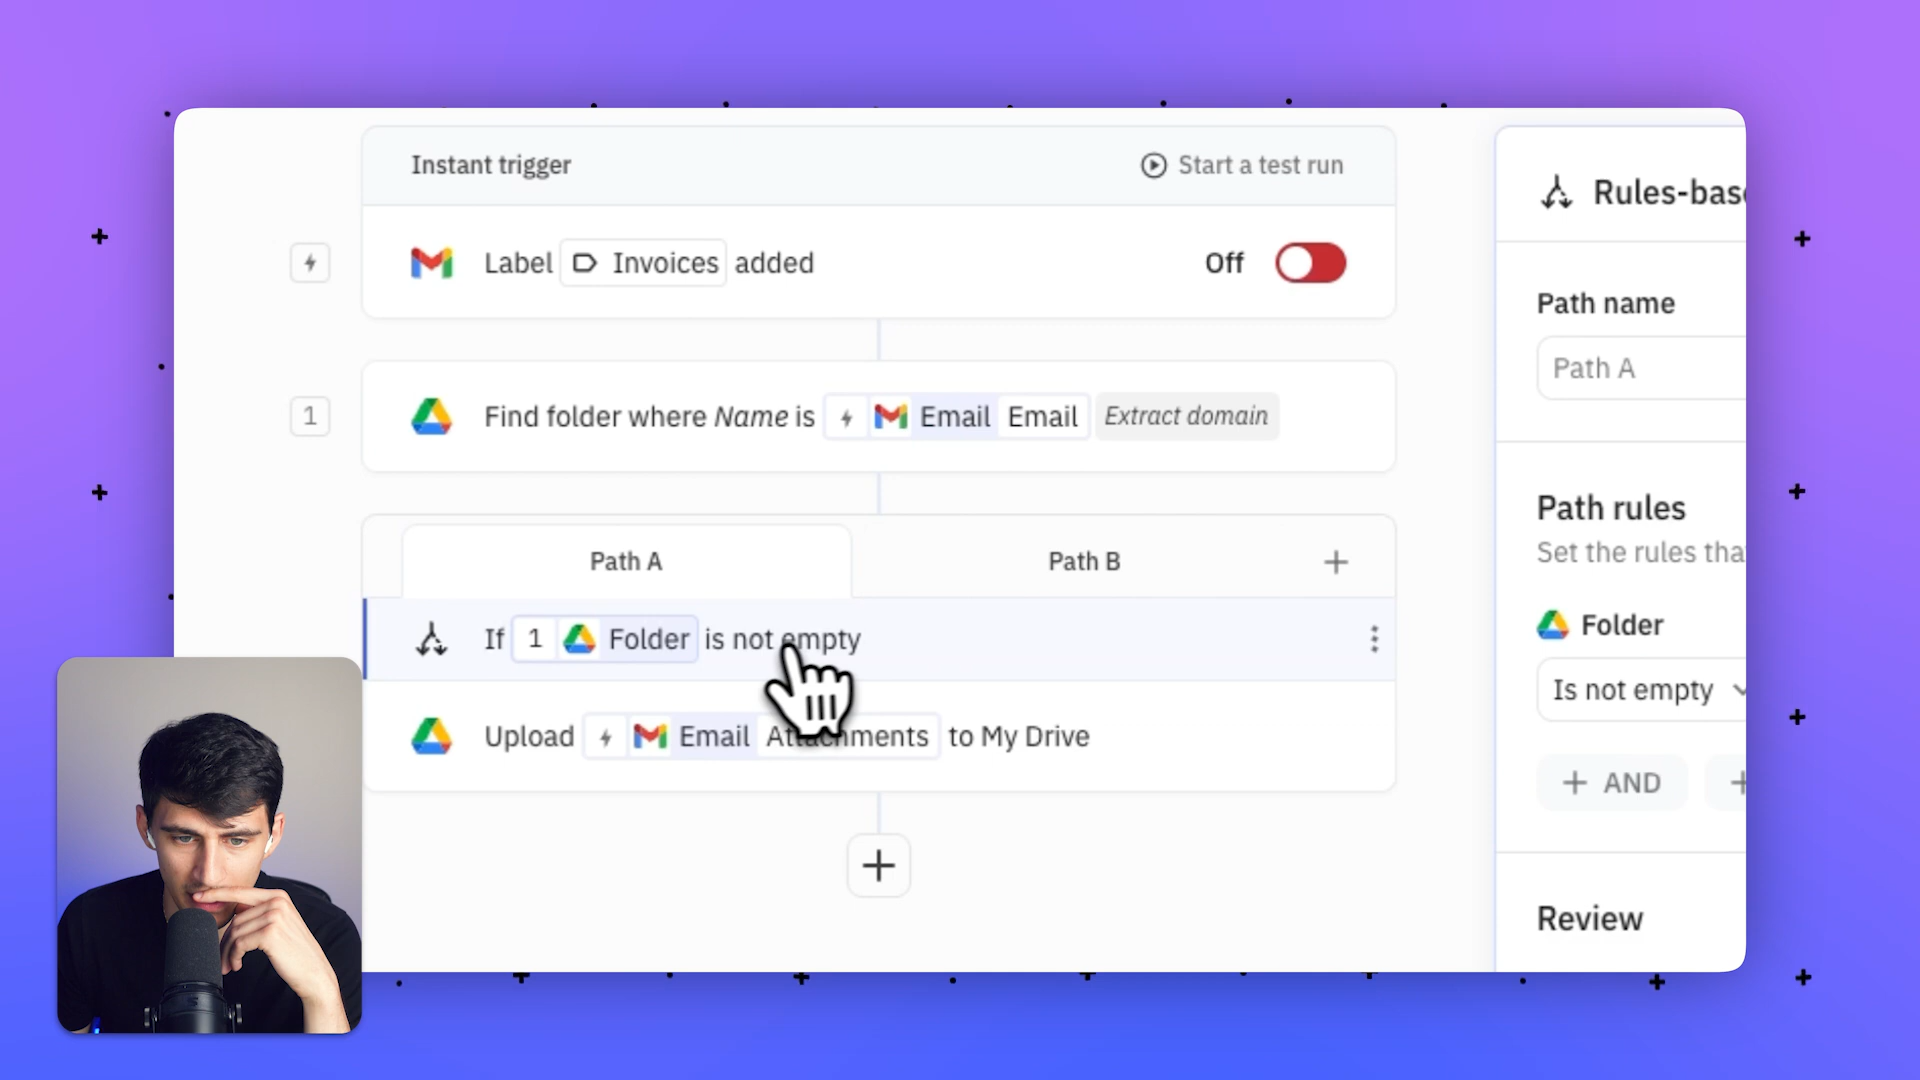 Instant trigger
Start a test run
Label Invoices added
Off
1
Find folder where Name is Email Email Extract domain
Path A
Path B
If 1 Folder is not empty
Upload Email Attachments to My Drive
Rules-base
Path name
Path A
Path rules
Set the rules tha
Folder
Is not empty
AND
Review